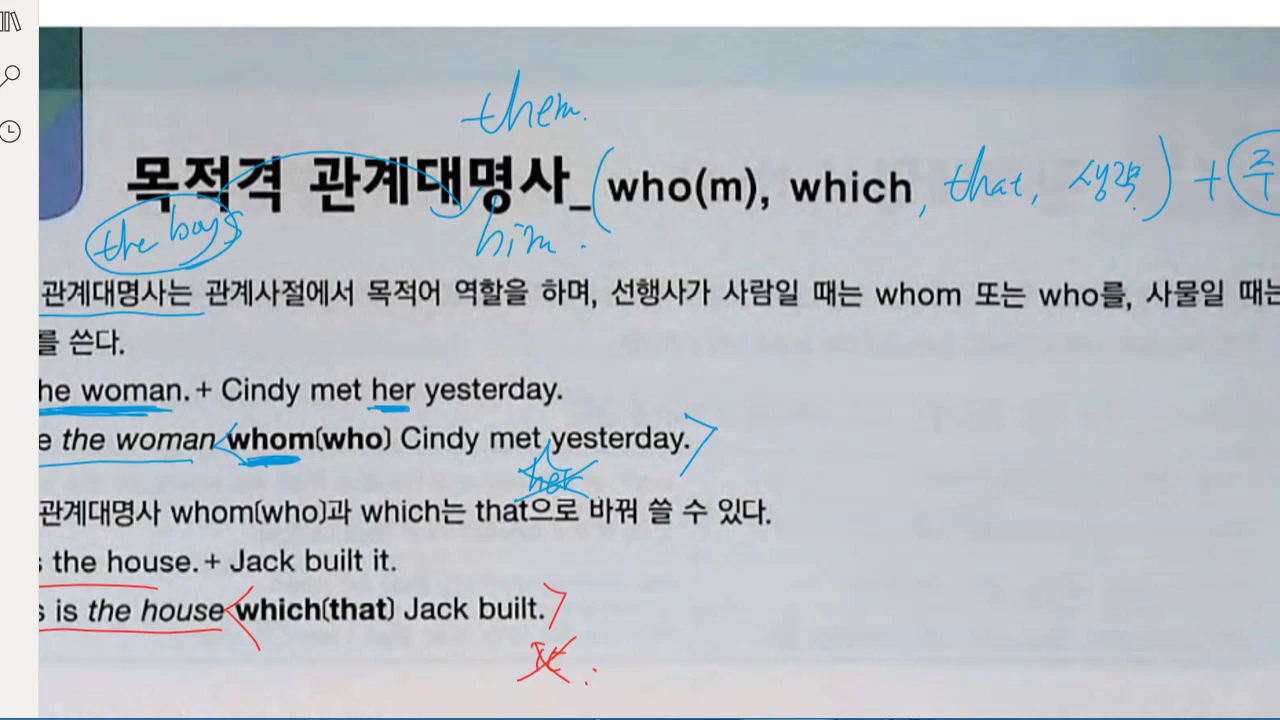 them.
목적격 관계대명사_(who(m), which, that, 생략) + 주
the boys him.
관계대명사는 관계사절에서 목적어 역할을 하며, 선행사가 사람일 때는 whom 또는 who를, 사물일 때는
를 쓴다.
he woman. + Cindy met her yesterday.
e the woman <whom(who) Cindy met yesterday.>
her
관계대명사 whom(who)과 which는 that으로 바꿔 쓸 수 있다.
s the house. + Jack built it.
s is the house <which(that) Jack built.>
it.